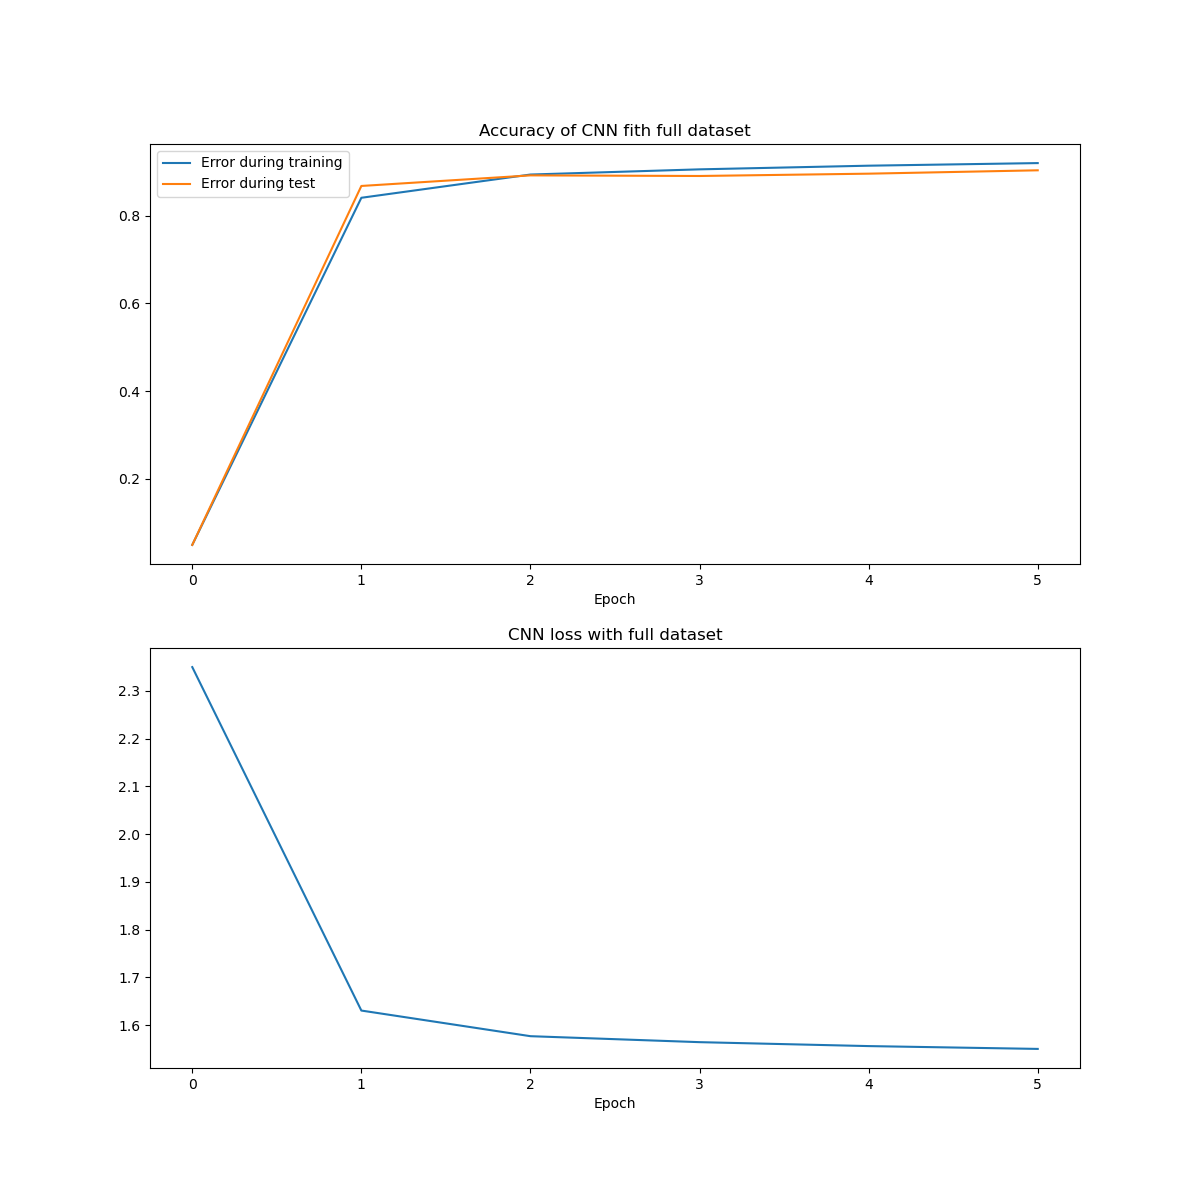 Accuracy of CNN fith full dataset
Error during training
Error during test
0.8
0.6
0.4
0.2
0 1 2 3 4 5
Epoch
CNN loss with full dataset
2.3
2.2
2.1
2.0
1.9
1.8
1.7
1.6
0 1 2 3 4 5
Epoch